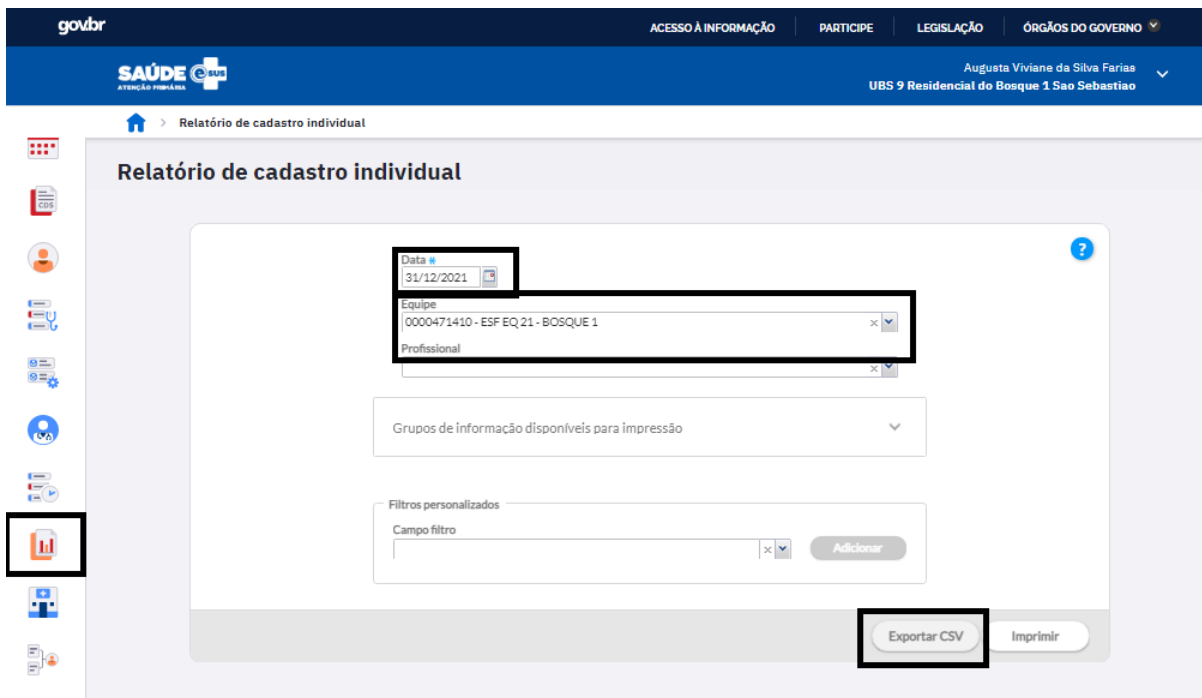 gov.br
ACESSO À INFORMAÇÃO
PARTICIPE
LEGISLAÇÃO
ÓRGÃOS DO GOVERNO
SAÚDE e SUS
ATENÇÃO PRIMÁRIA
Augusta Viviane da Silva Farias
UBS 9 Residencial do Bosque 1 Sao Sebastiao
> Relatório de cadastro individual
CDS
Relatório de cadastro individual
?
Data *
31/12/2021
Equipe
0000471410 - ESF EQ 21 - BOSQUE 1
Profissional
Grupos de informação disponíveis para impressão
Filtros personalizados
Campo filtro
Adicionar
Exportar CSV
Imprimir